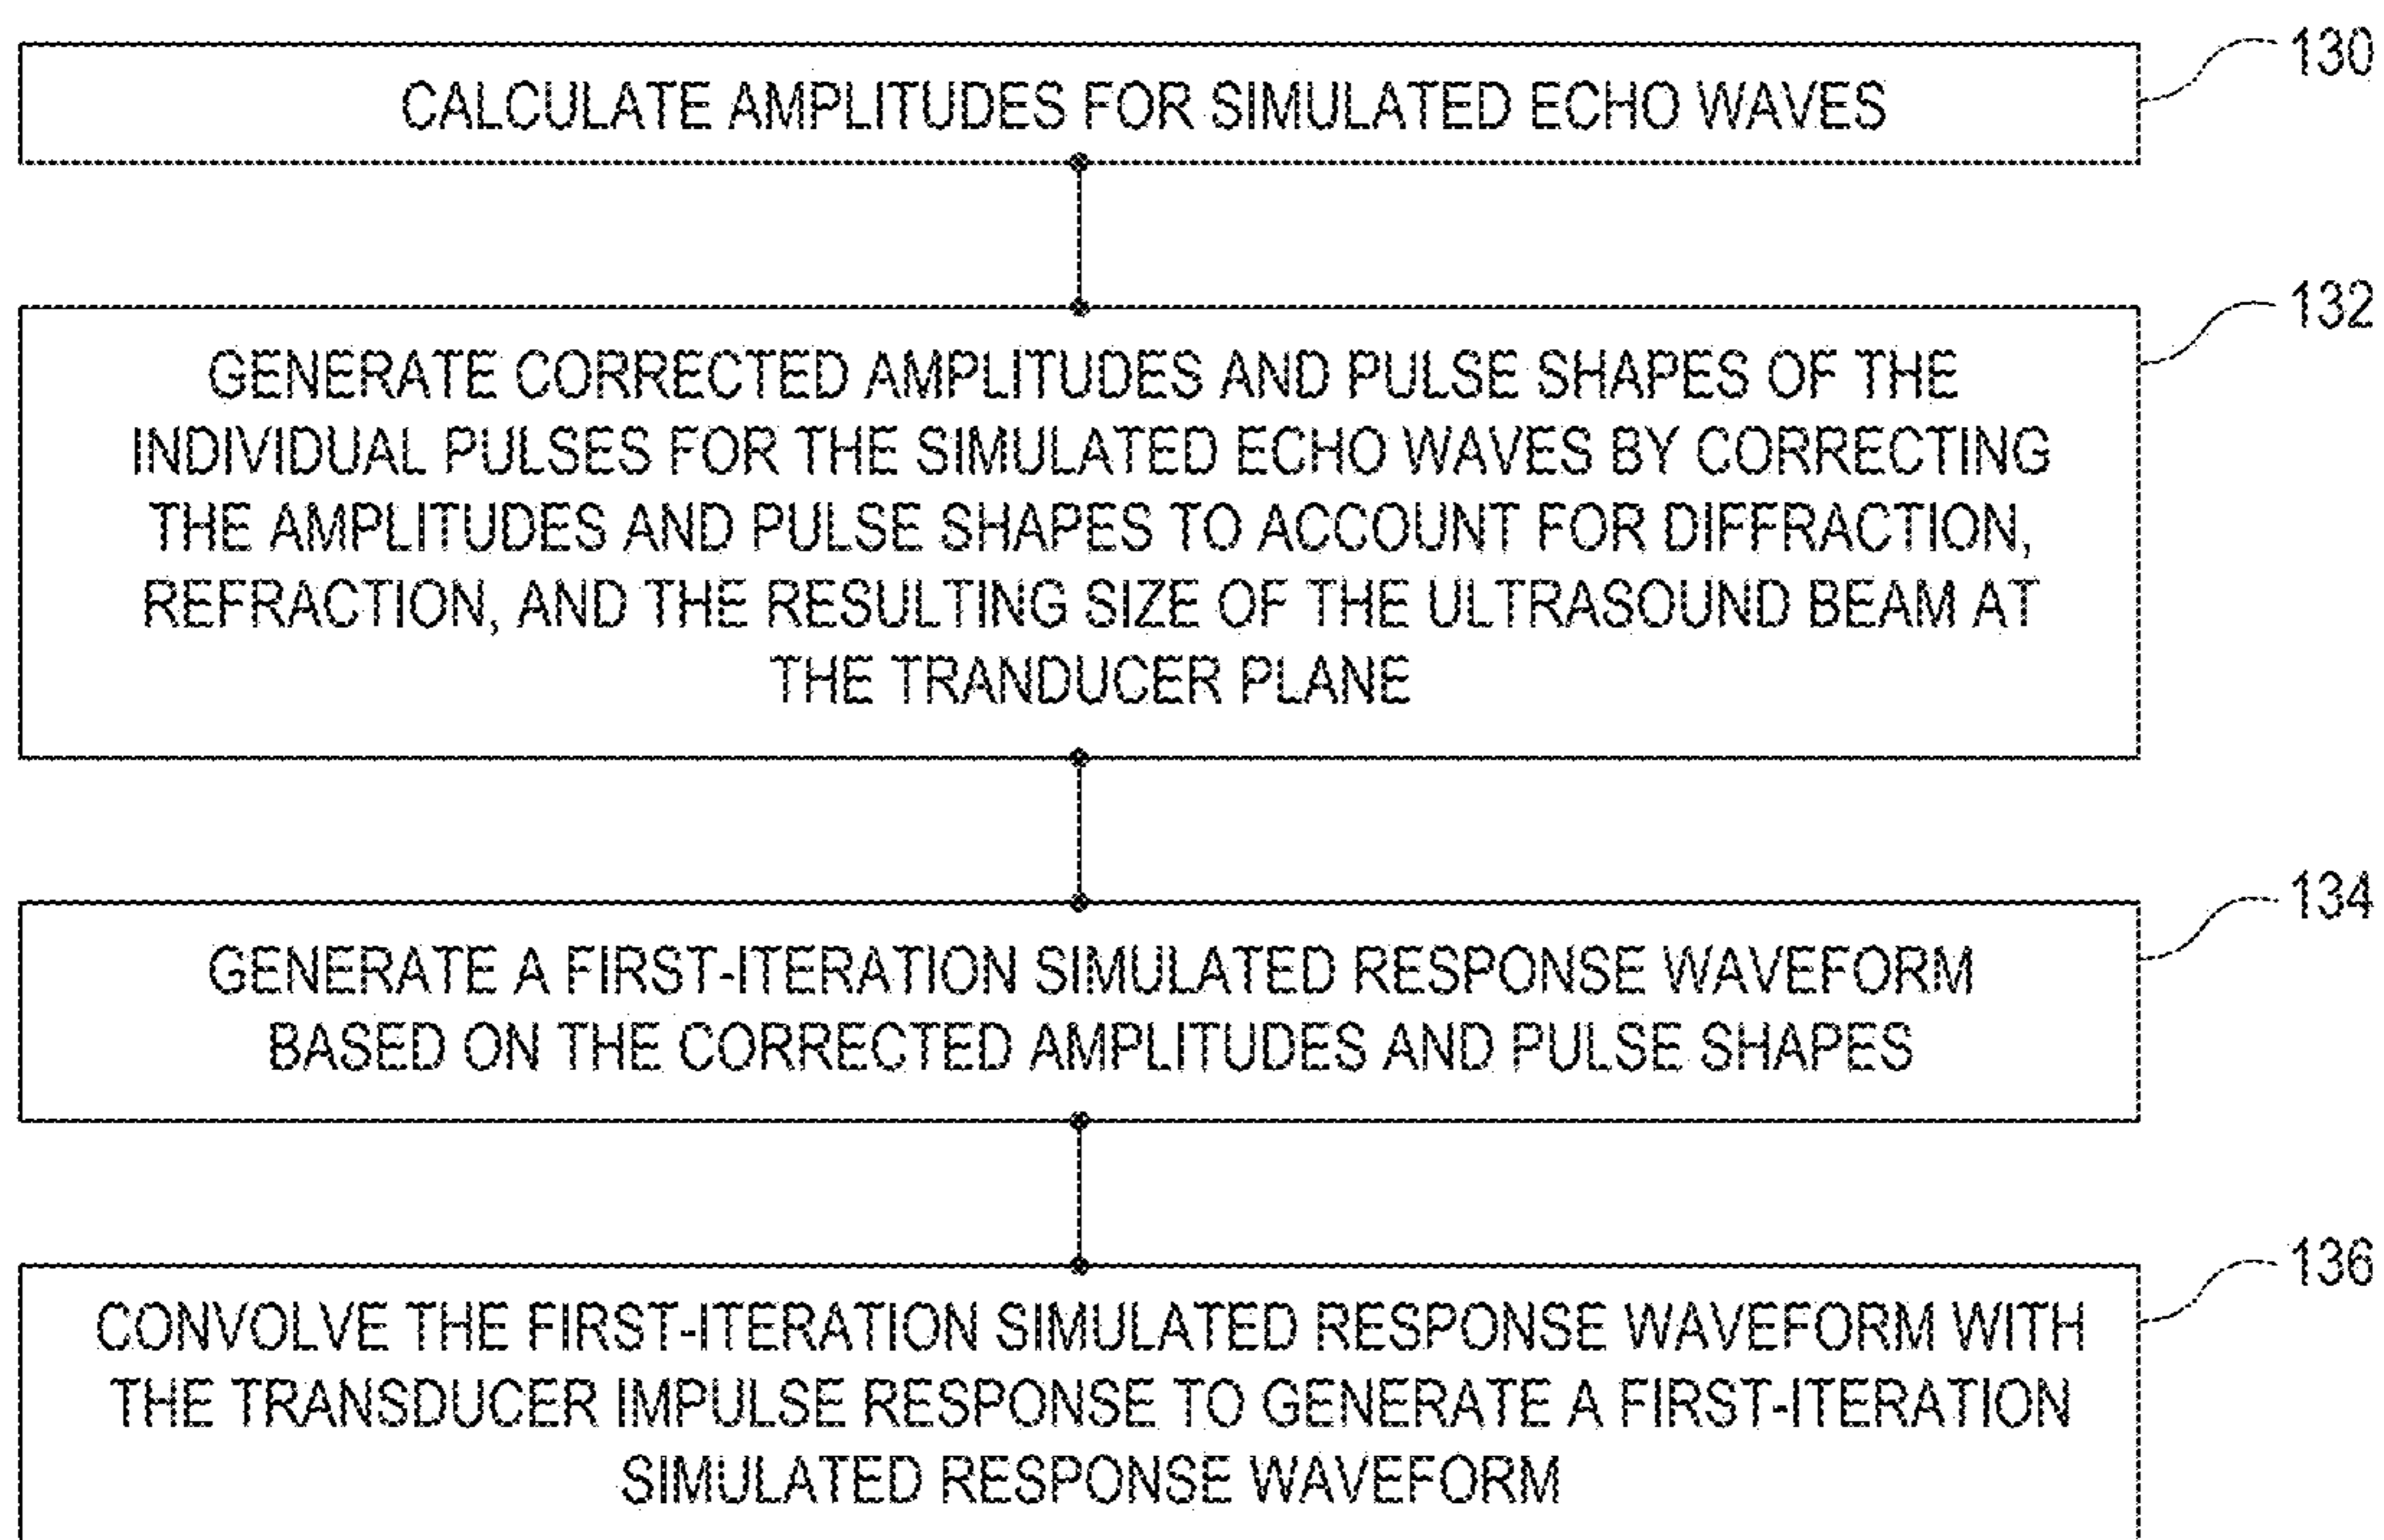 130
CALCULATE AMPLITUDES FOR SIMULATED ECHO WAVES
132
GENERATE CORRECTED AMPLITUDES AND PULSE SHAPES OF THE
INDIVIDUAL PULSES FOR THE SIMULATED ECHO WAVES BY CORRECTING
THE AMPLITUDES AND PULSE SHAPES TO ACCOUNT FOR DIFFRACTION,
REFRACTION, AND THE RESULTING SIZE OF THE ULTRASOUND BEAM AT
THE TRANDUCER PLANE
134
GENERATE A FIRST-ITERATION SIMULATED RESPONSE WAVEFORM
BASED ON THE CORRECTED AMPLITUDES AND PULSE SHAPES
136
CONVOLVE THE FIRST-ITERATION SIMULATED RESPONSE WAVEFORM WITH
THE TRANSDUCER IMPULSE RESPONSE TO GENERATE A FIRST-ITERATION
SIMULATED RESPONSE WAVEFORM